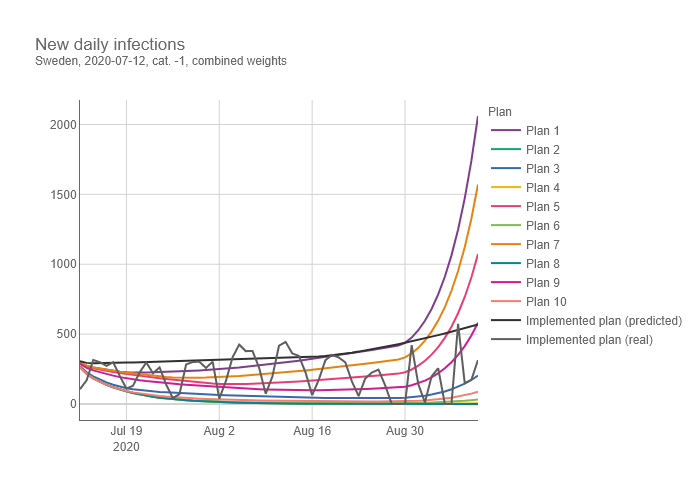 New daily infections
Sweden, 2020-07-12, cat. -1, combined weights
Plan
Plan 1
Plan 2
Plan 3
Plan 4
Plan 5
Plan 6
Plan 7
Plan 8
Plan 9
Plan 10
Implemented plan (predicted)
Implemented plan (real)
2000
1500
1000
500
0
Jul 19
2020
Aug 2
Aug 16
Aug 30